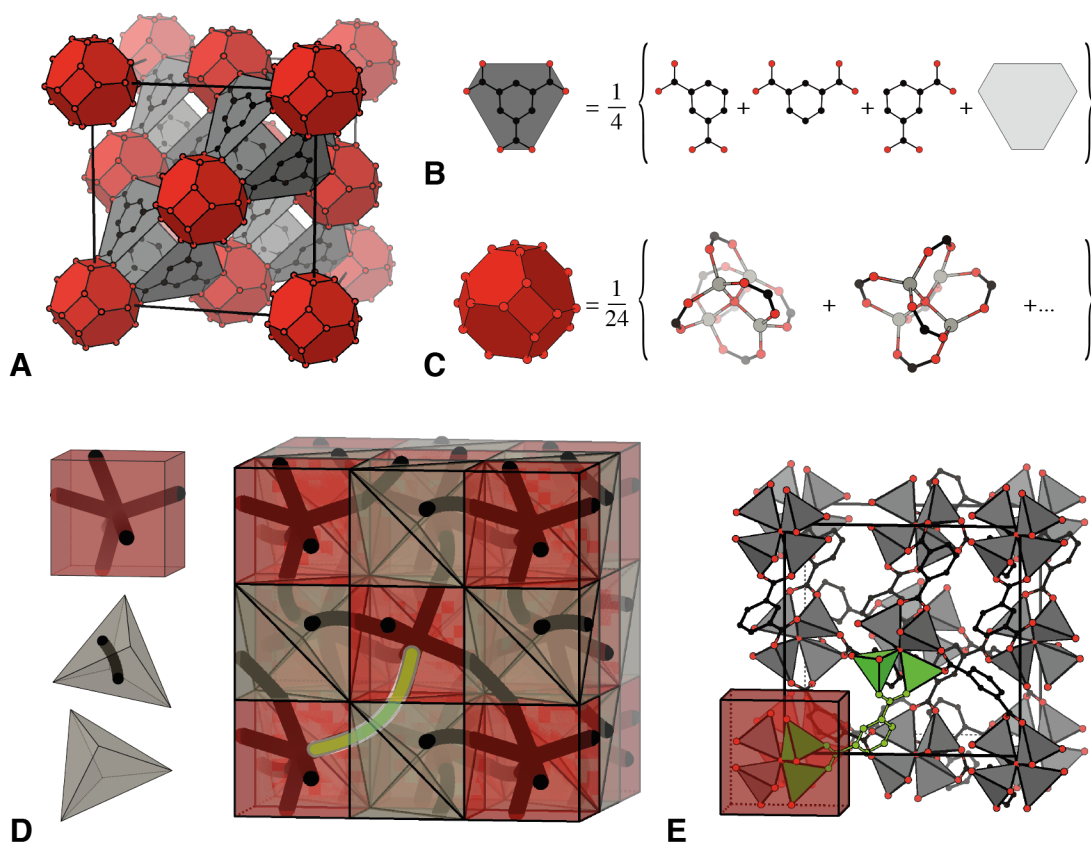 A
B
= 1/4 { + + + }
C
= 1/24 { + +... }
D
E